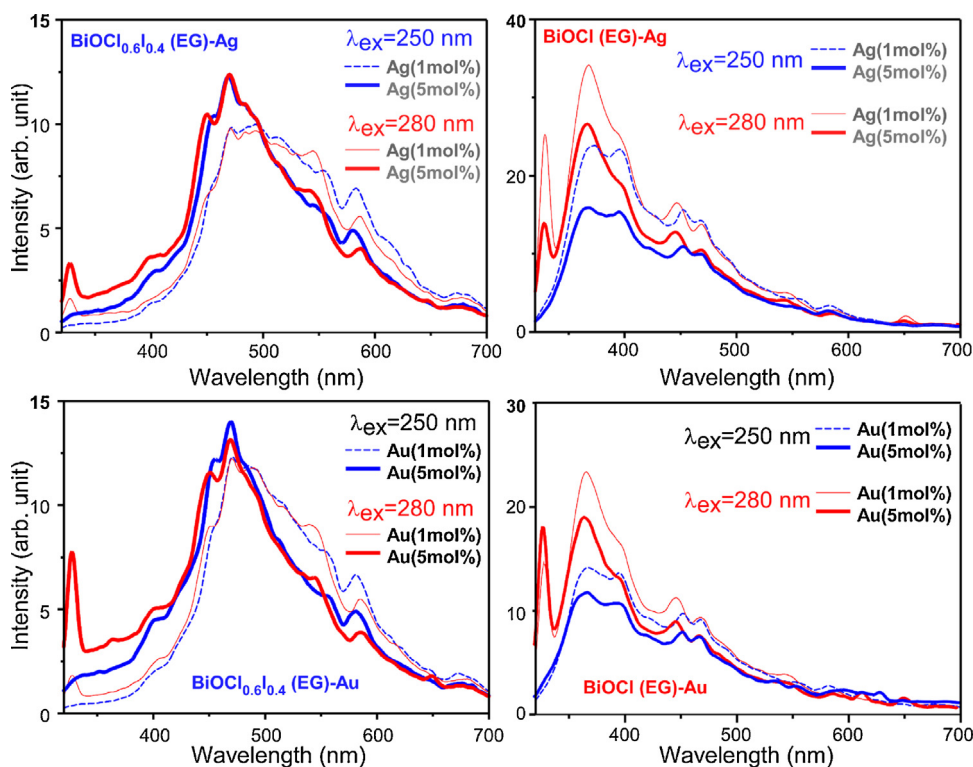 15
10
5
0
Intensity (arb. unit)
BiOCl0.6I0.4 (EG)-Ag
λex=250 nm
Ag(1mol%)
Ag(5mol%)
λex=280 nm
Ag(1mol%)
Ag(5mol%)
400 500 600 700
Wavelength (nm)
40
20
0
BiOCl (EG)-Ag
λex=250 nm
Ag(1mol%)
Ag(5mol%)
λex=280 nm
Ag(1mol%)
Ag(5mol%)
400 500 600 700
Wavelength (nm)
15
10
5
0
Intensity (arb. unit)
λex=250 nm
Au(1mol%)
Au(5mol%)
λex=280 nm
Au(1mol%)
Au(5mol%)
BiOCl0.6I0.4 (EG)-Au
400 500 600 700
Wavelength (nm)
30
20
10
0
λex=250 nm
Au(1mol%)
Au(5mol%)
λex=280 nm
Au(1mol%)
Au(5mol%)
BiOCl (EG)-Au
400 500 600 700
Wavelength (nm)